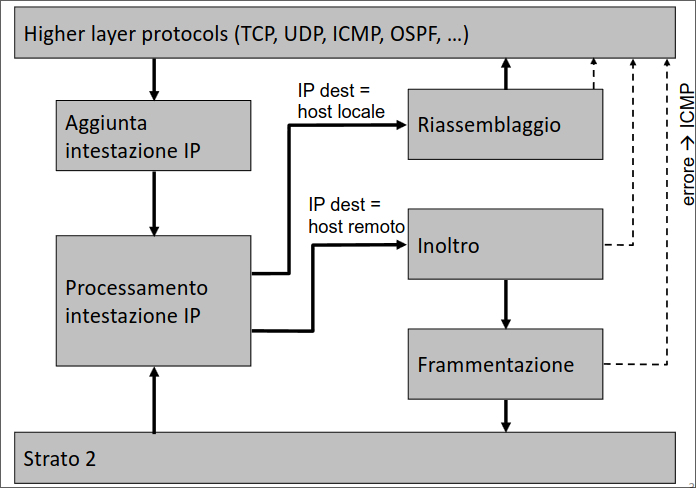 Higher layer protocols (TCP, UDP, ICMP, OSPF, …)
Aggiunta
intestazione IP
IP dest =
host locale
Riassemblaggio
errore → ICMP
IP dest =
host remoto
Processamento
intestazione IP
Inoltro
Frammentazione
Strato 2